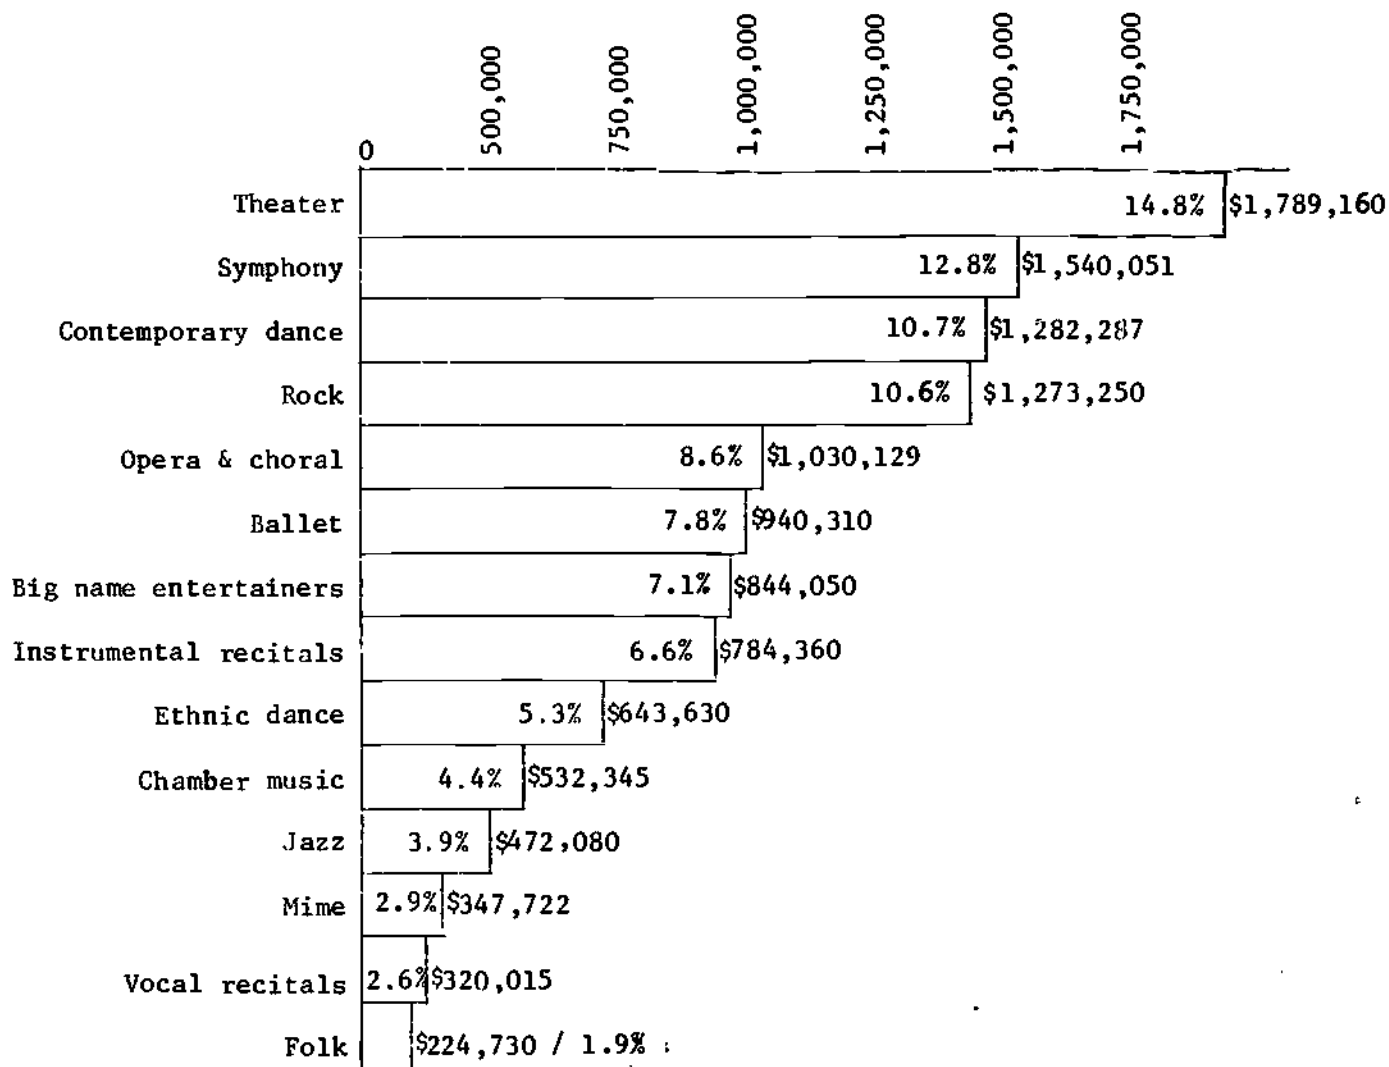 0 500,000 750,000 1,000,000 1,250,000 1,500,000 1,750,000
Theater 14.8% $1,789,160
Symphony 12.8% $1,540,051
Contemporary dance 10.7% $1,282,287
Rock 10.6% $1,273,250
Opera & choral 8.6% $1,030,129
Ballet 7.8% $940,310
Big name entertainers 7.1% $844,050
Instrumental recitals 6.6% $784,360
Ethnic dance 5.3% $643,630
Chamber music 4.4% $532,345
Jazz 3.9% $472,080
Mime 2.9% $347,722
Vocal recitals 2.6% $320,015
Folk $224,730 / 1.9%